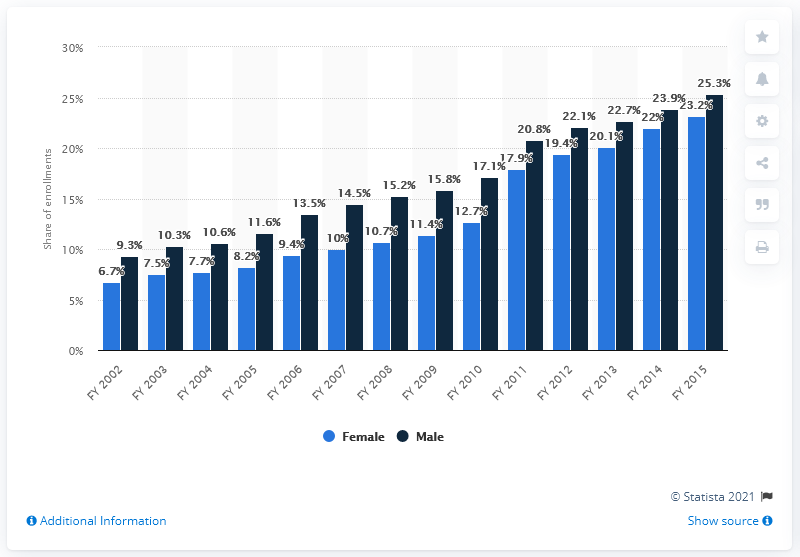 30%
25%
20%
15%
10%
5%
0%
Share of enrollments
6.7% 9.3%
7.5% 10.3%
7.7% 10.6%
8.2% 11.6%
9.4% 13.5%
10% 14.5%
10.7% 15.2%
11.4% 15.8%
12.7% 17.1%
17.9% 20.8%
19.4% 22.1%
20.1% 22.7%
22% 23.9%
23.2% 25.3%
FY 2002
FY 2003
FY 2004
FY 2005
FY 2006
FY 2007
FY 2008
FY 2009
FY 2010
FY 2011
FY 2012
FY 2013
FY 2014
FY 2015
Female Male
© Statista 2021
Additional Information
Show source